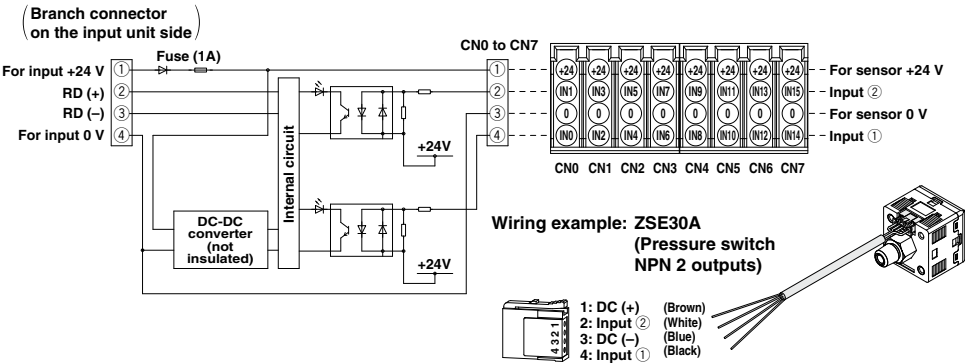 Branch connector
on the input unit side
Fuse (1A)
For input +24 V ①
RD (+) ②
RD (–) ③
For input 0 V ④
Internal circuit
DC-DC
converter
(not
insulated)
+24V
+24V
CN0 to CN7
①
②
③
④
+24 +24 +24 +24 +24 +24 +24 +24 For sensor +24 V
IN1 IN3 IN5 IN7 IN9 IN11 IN13 IN15 Input ②
0 0 0 0 0 0 0 0 For sensor 0 V
IN0 IN2 IN4 IN6 IN8 IN10 IN12 IN14 Input ①
CN0 CN1 CN2 CN3 CN4 CN5 CN6 CN7
Wiring example: ZSE30A
(Pressure switch
NPN 2 outputs)
4 3 2 1
1: DC (+) (Brown)
2: Input ② (White)
3: DC (–) (Blue)
4: Input ① (Black)